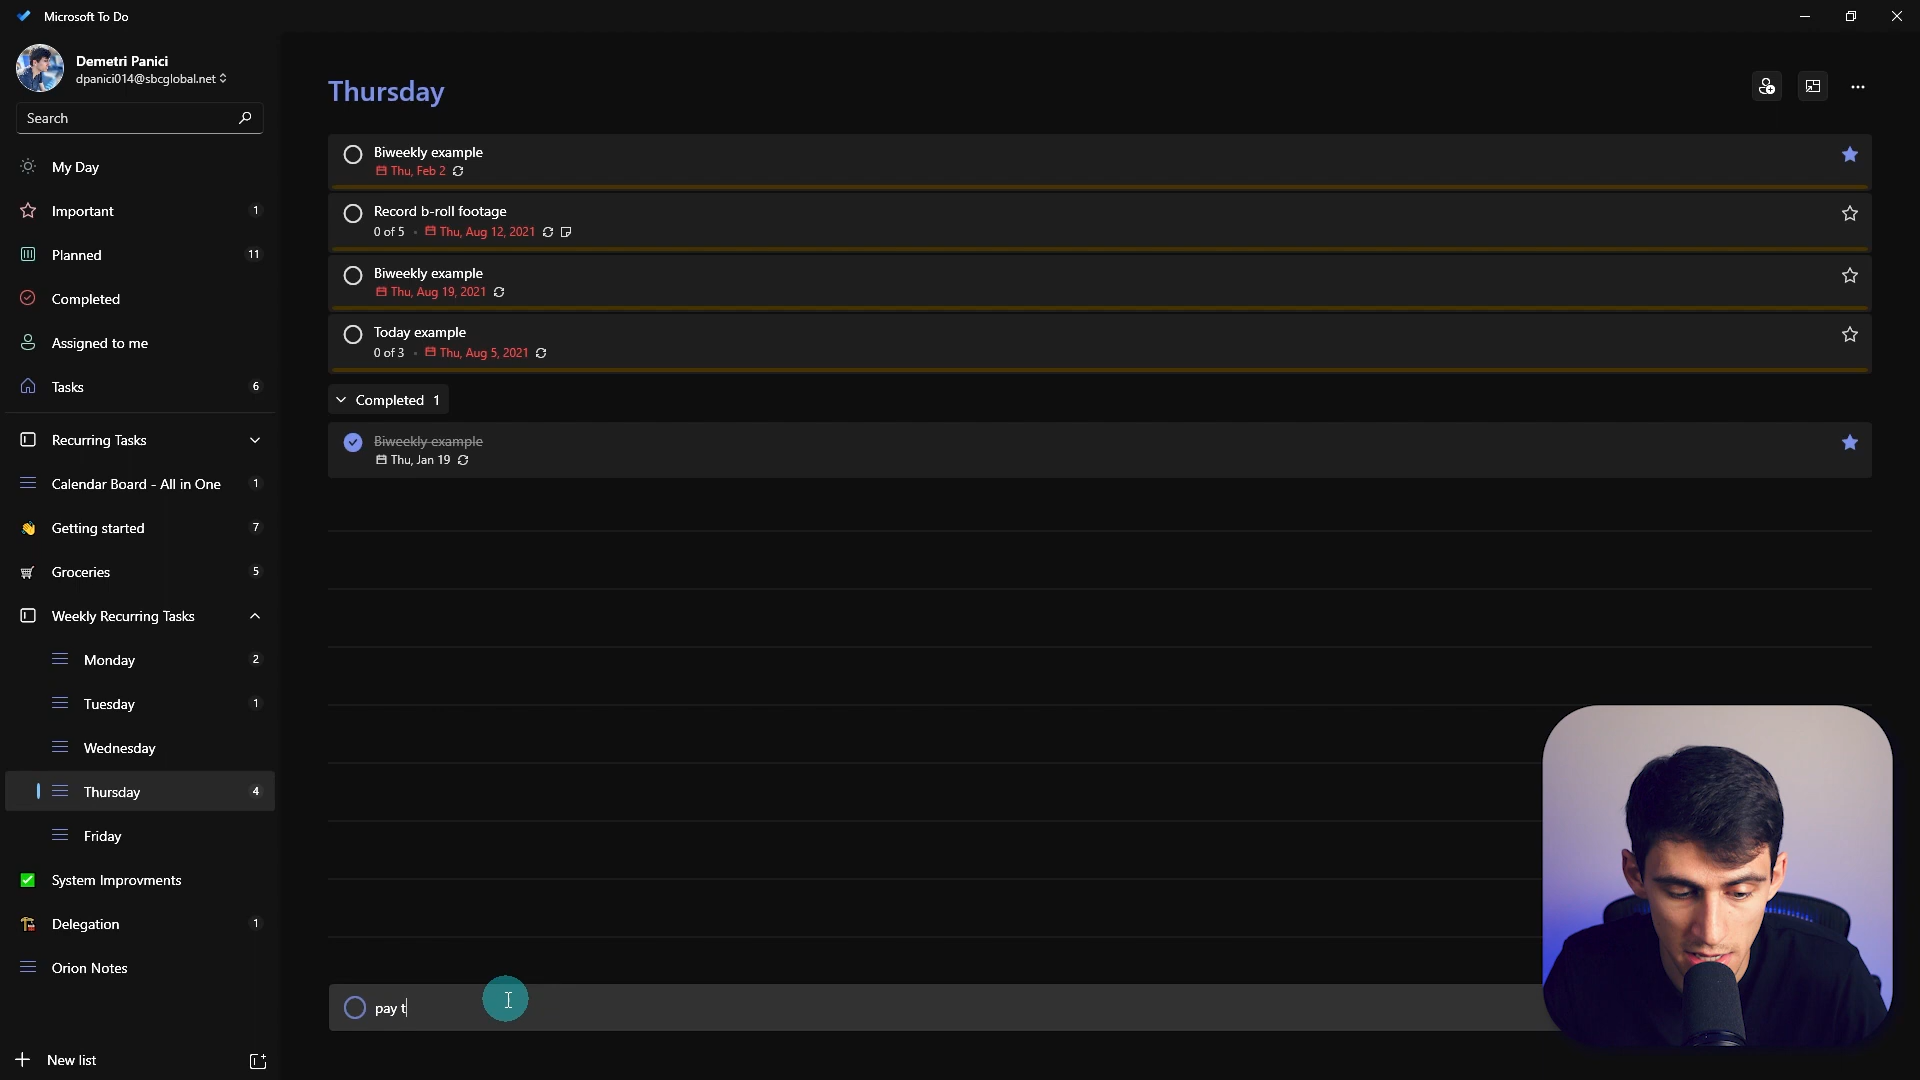 Microsoft To Do
Demetri Panici
dpanici014@sbcglobal.net
Search
My Day
Important 1
Planned 11
Completed
Assigned to me
Tasks 6
Recurring Tasks
Calendar Board - All in One 1
Getting started 7
Groceries 5
Weekly Recurring Tasks
Monday 2
Tuesday 1
Wednesday
Thursday 4
Friday
System Improvments
Delegation 1
Orion Notes
New list
Thursday
Biweekly example
Thu, Feb 2
Record b-roll footage
0 of 5 • Thu, Aug 12, 2021
Biweekly example
Thu, Aug 19, 2021
Today example
0 of 3 • Thu, Aug 5, 2021
Completed 1
Biweekly example
Thu, Jan 19
pay t